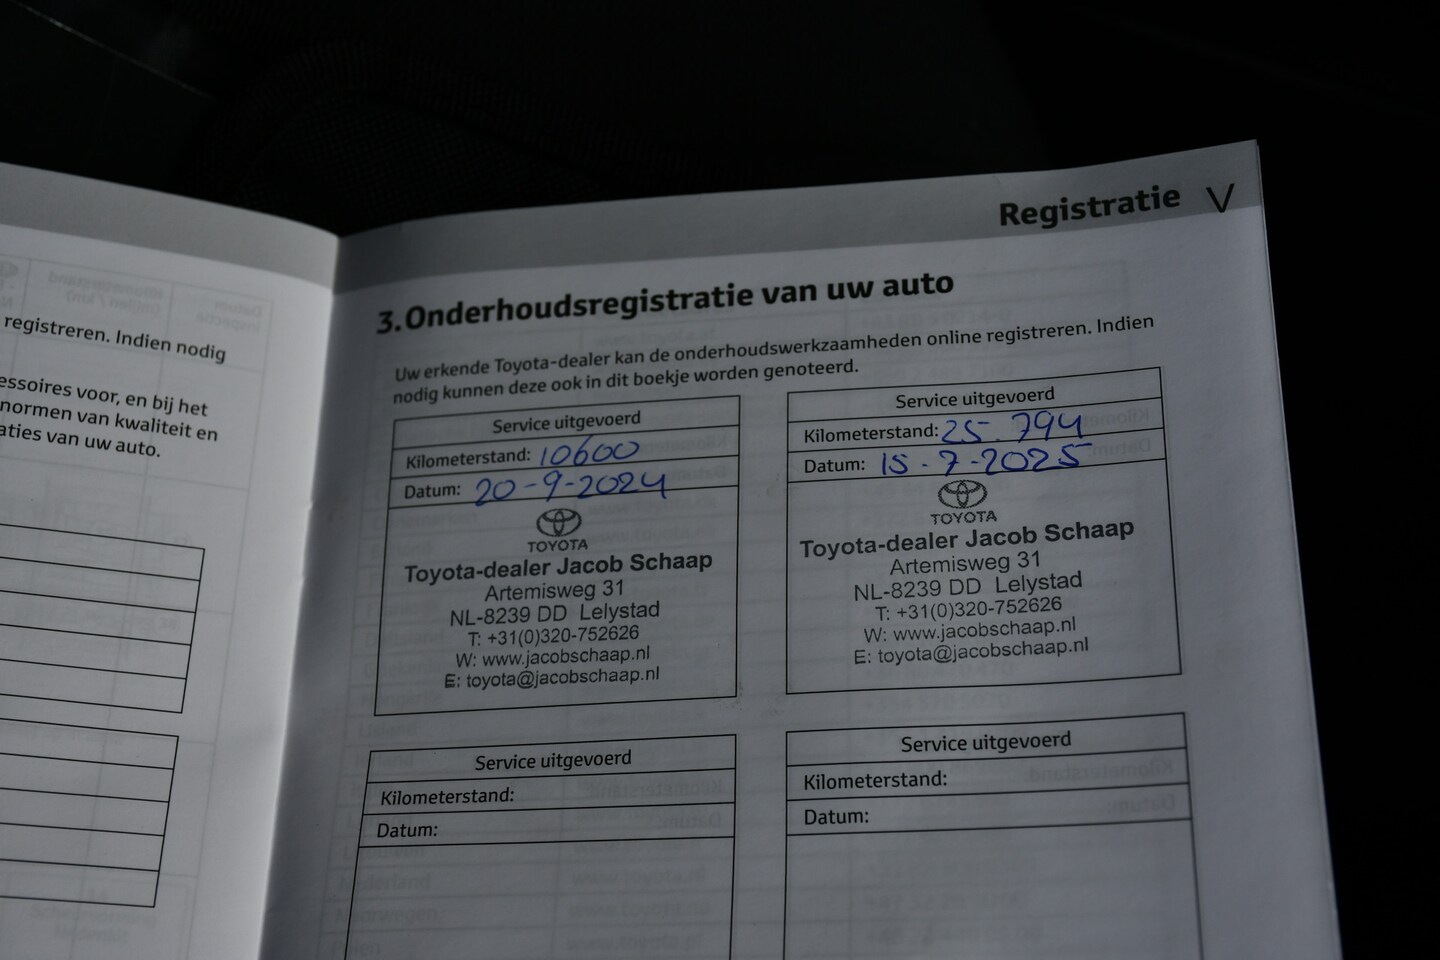 registreren. Indien nodig
essoires voor, en bij het
normen van kwaliteit en
aties van uw auto.
Registratie V
3. Onderhoudsregistratie van uw auto
Uw erkende Toyota-dealer kan de onderhoudswerkzaamheden online registreren. Indien
nodig kunnen deze ook in dit boekje worden genoteerd.
Service uitgevoerd
Kilometerstand: 10600
Datum: 20-9-2024
TOYOTA
Toyota-dealer Jacob Schaap
Artemisweg 31
NL-8239 DD Lelystad
T: +31(0)320-752626
W: www.jacobschaap.nl
E: toyota@jacobschaap.nl
Service uitgevoerd
Kilometerstand: 25.794
Datum: 15-7-2025
TOYOTA
Toyota-dealer Jacob Schaap
Artemisweg 31
NL-8239 DD Lelystad
T: +31(0)320-752626
W: www.jacobschaap.nl
E: toyota@jacobschaap.nl
Service uitgevoerd
Kilometerstand:
Datum:
Service uitgevoerd
Kilometerstand:
Datum: